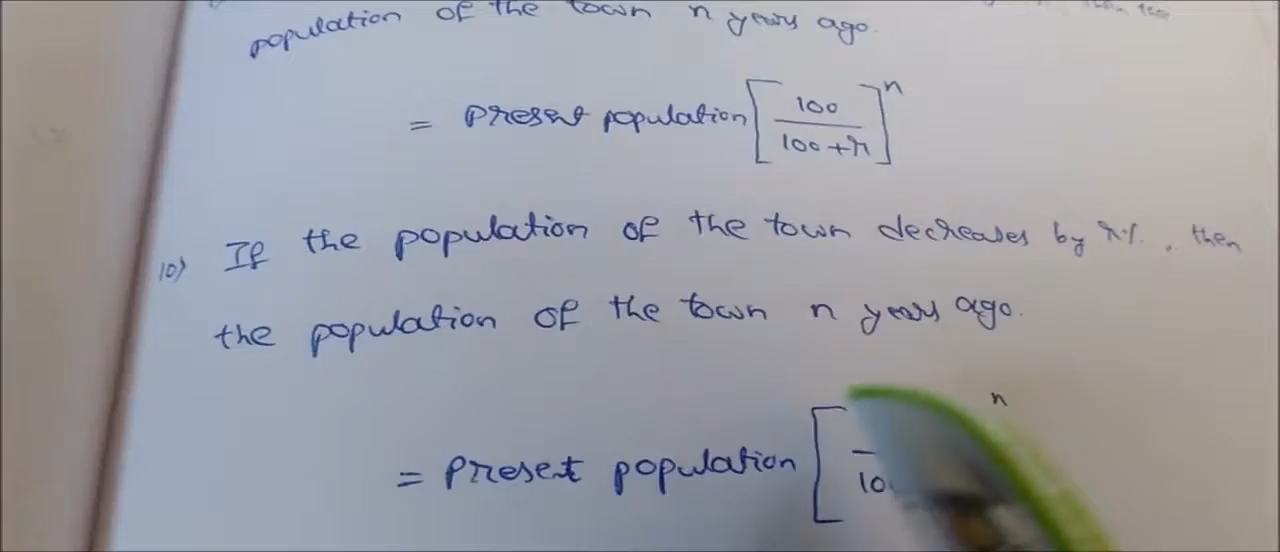 population of the town n years ago.
= Present population [100/100+r]^n
10) If the population of the town decreases by r%, then
the population of the town n years ago.
= Present population [ n
10